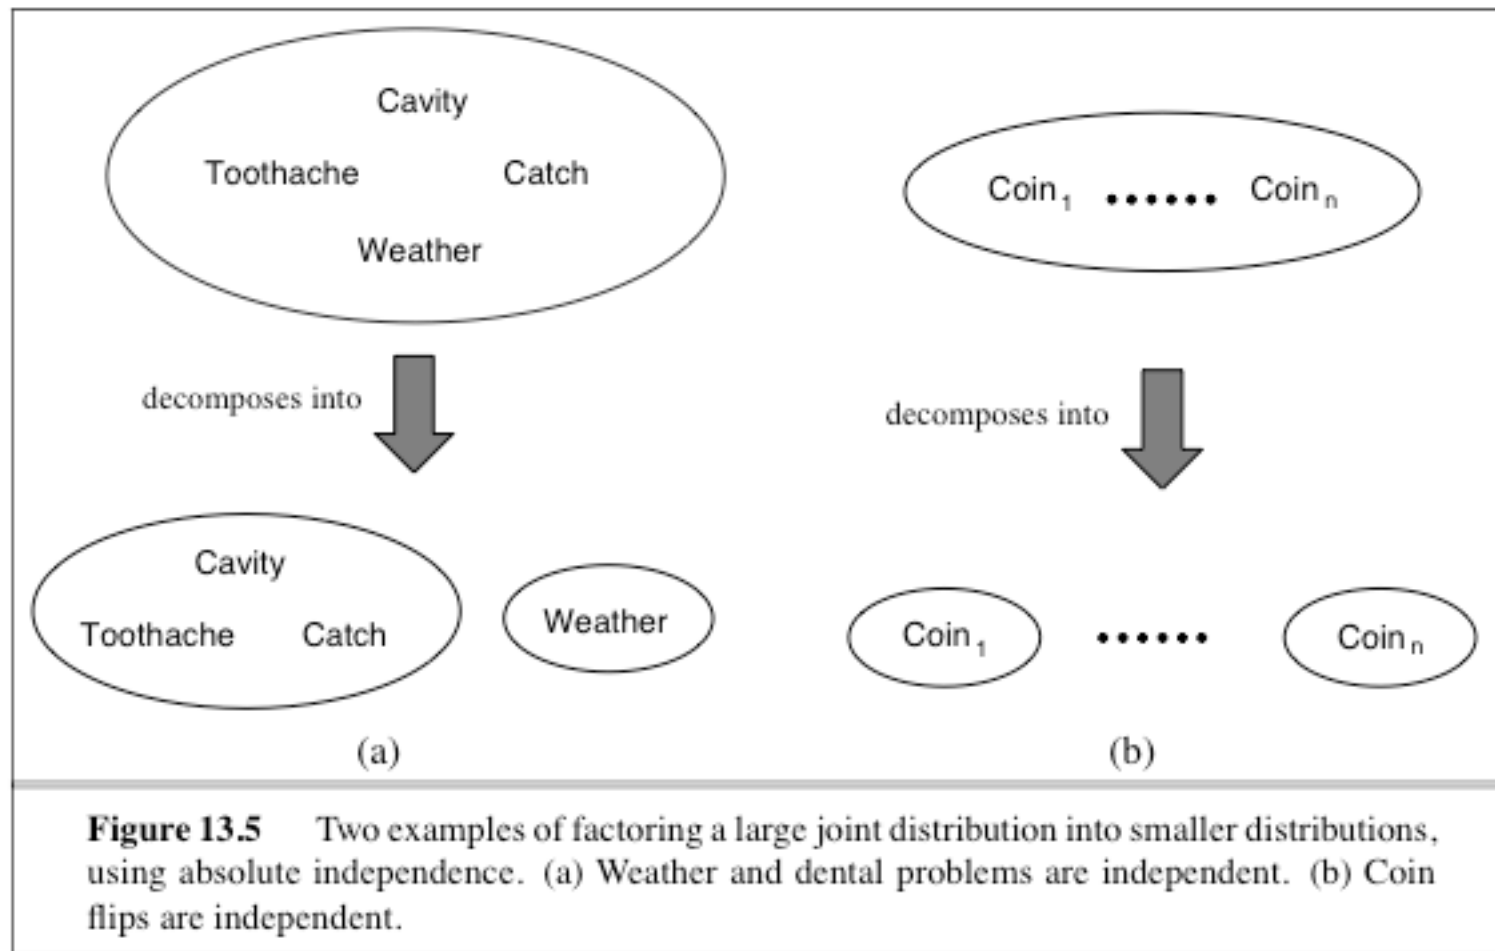 Cavity
Toothache Catch
Weather
decomposes into
Cavity
Toothache Catch
Weather
(a)
Coin₁ ...... Coinₙ
decomposes into
Coin₁ ...... Coinₙ
(b)
Figure 13.5 Two examples of factoring a large joint distribution into smaller distributions,
using absolute independence. (a) Weather and dental problems are independent. (b) Coin
flips are independent.